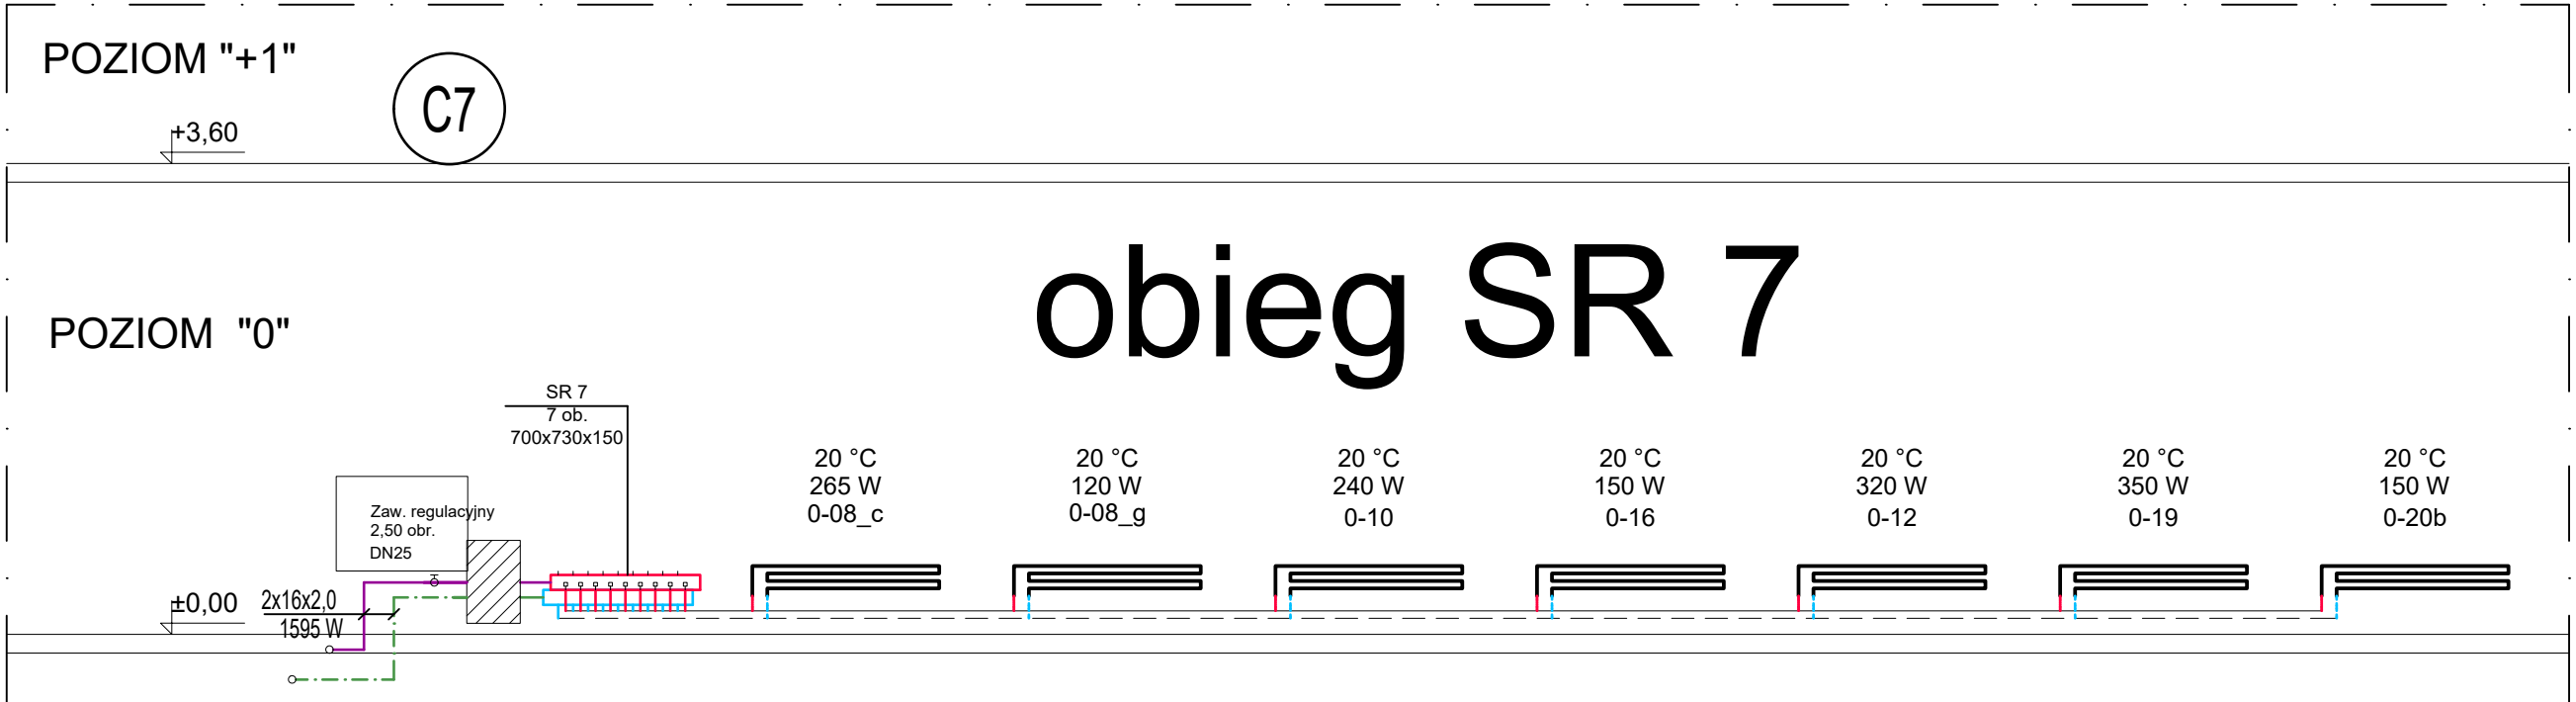 POZIOM "+1"
C7
+3,60
obieg SR 7
POZIOM "0"
SR 7
7 ob.
700x730x150
20 °C
265 W
0-08_c
20 °C
120 W
0-08_g
20 °C
240 W
0-10
20 °C
150 W
0-16
20 °C
320 W
0-12
20 °C
350 W
0-19
20 °C
150 W
0-20b
Zaw. regulacyjny
2,50 obr.
DN25
±0,00
2x16x2,0
1595 W